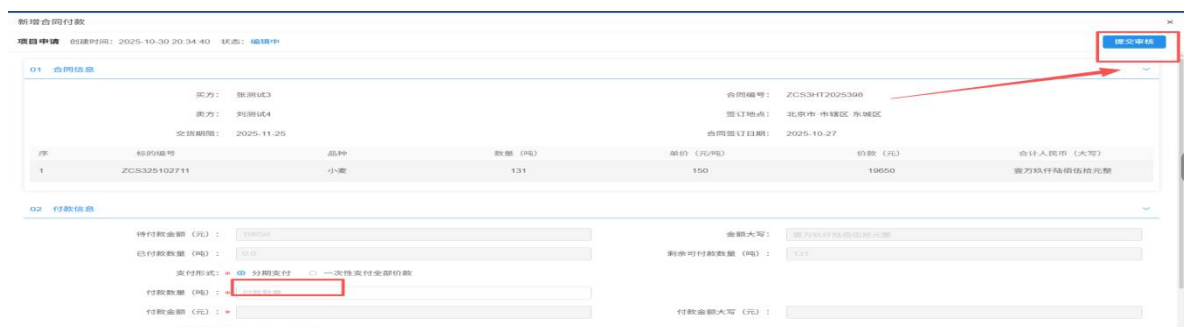 新增合同付款 ×
项目申请 创建时间：2025-10-30 20:34:40 状态：编辑中 提交审核
01 合同信息
买方： 张测试3 合同编号： ZCS3HT2025398
卖方： 刘测试4 签订地点： 北京市 市辖区 东城区
交货期限： 2025-11-25 合同签订日期： 2025-10-27
序 标的编号 品种 数量（吨） 单价（元/吨） 价款（元） 合计人民币（大写）
1 ZCS325102711 小麦 131 150 19650 壹万玖仟陆佰伍拾元整
02 付款信息
待付款金额（元）： 19650 金额大写： 壹万玖仟陆佰伍拾元整
已付款数量（吨）： 0.0 剩余可付款数量（吨）： 131
支付形式：* 分期支付 一次性支付全部价款
付款数量（吨）：* 付款数量
付款金额（元）：* 付款金额大写（元）：